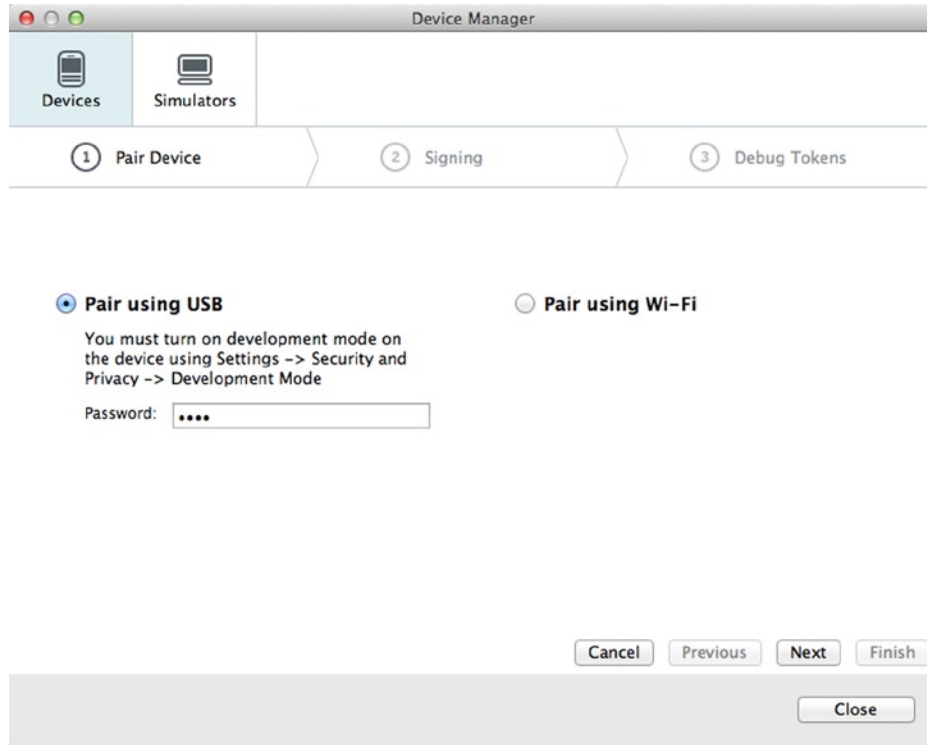 Device Manager
Devices
Simulators
1 Pair Device
2 Signing
3 Debug Tokens
Pair using USB
Pair using Wi-Fi
You must turn on development mode on
the device using Settings -> Security and
Privacy -> Development Mode
Password: ••••
Cancel
Previous
Next
Finish
Close